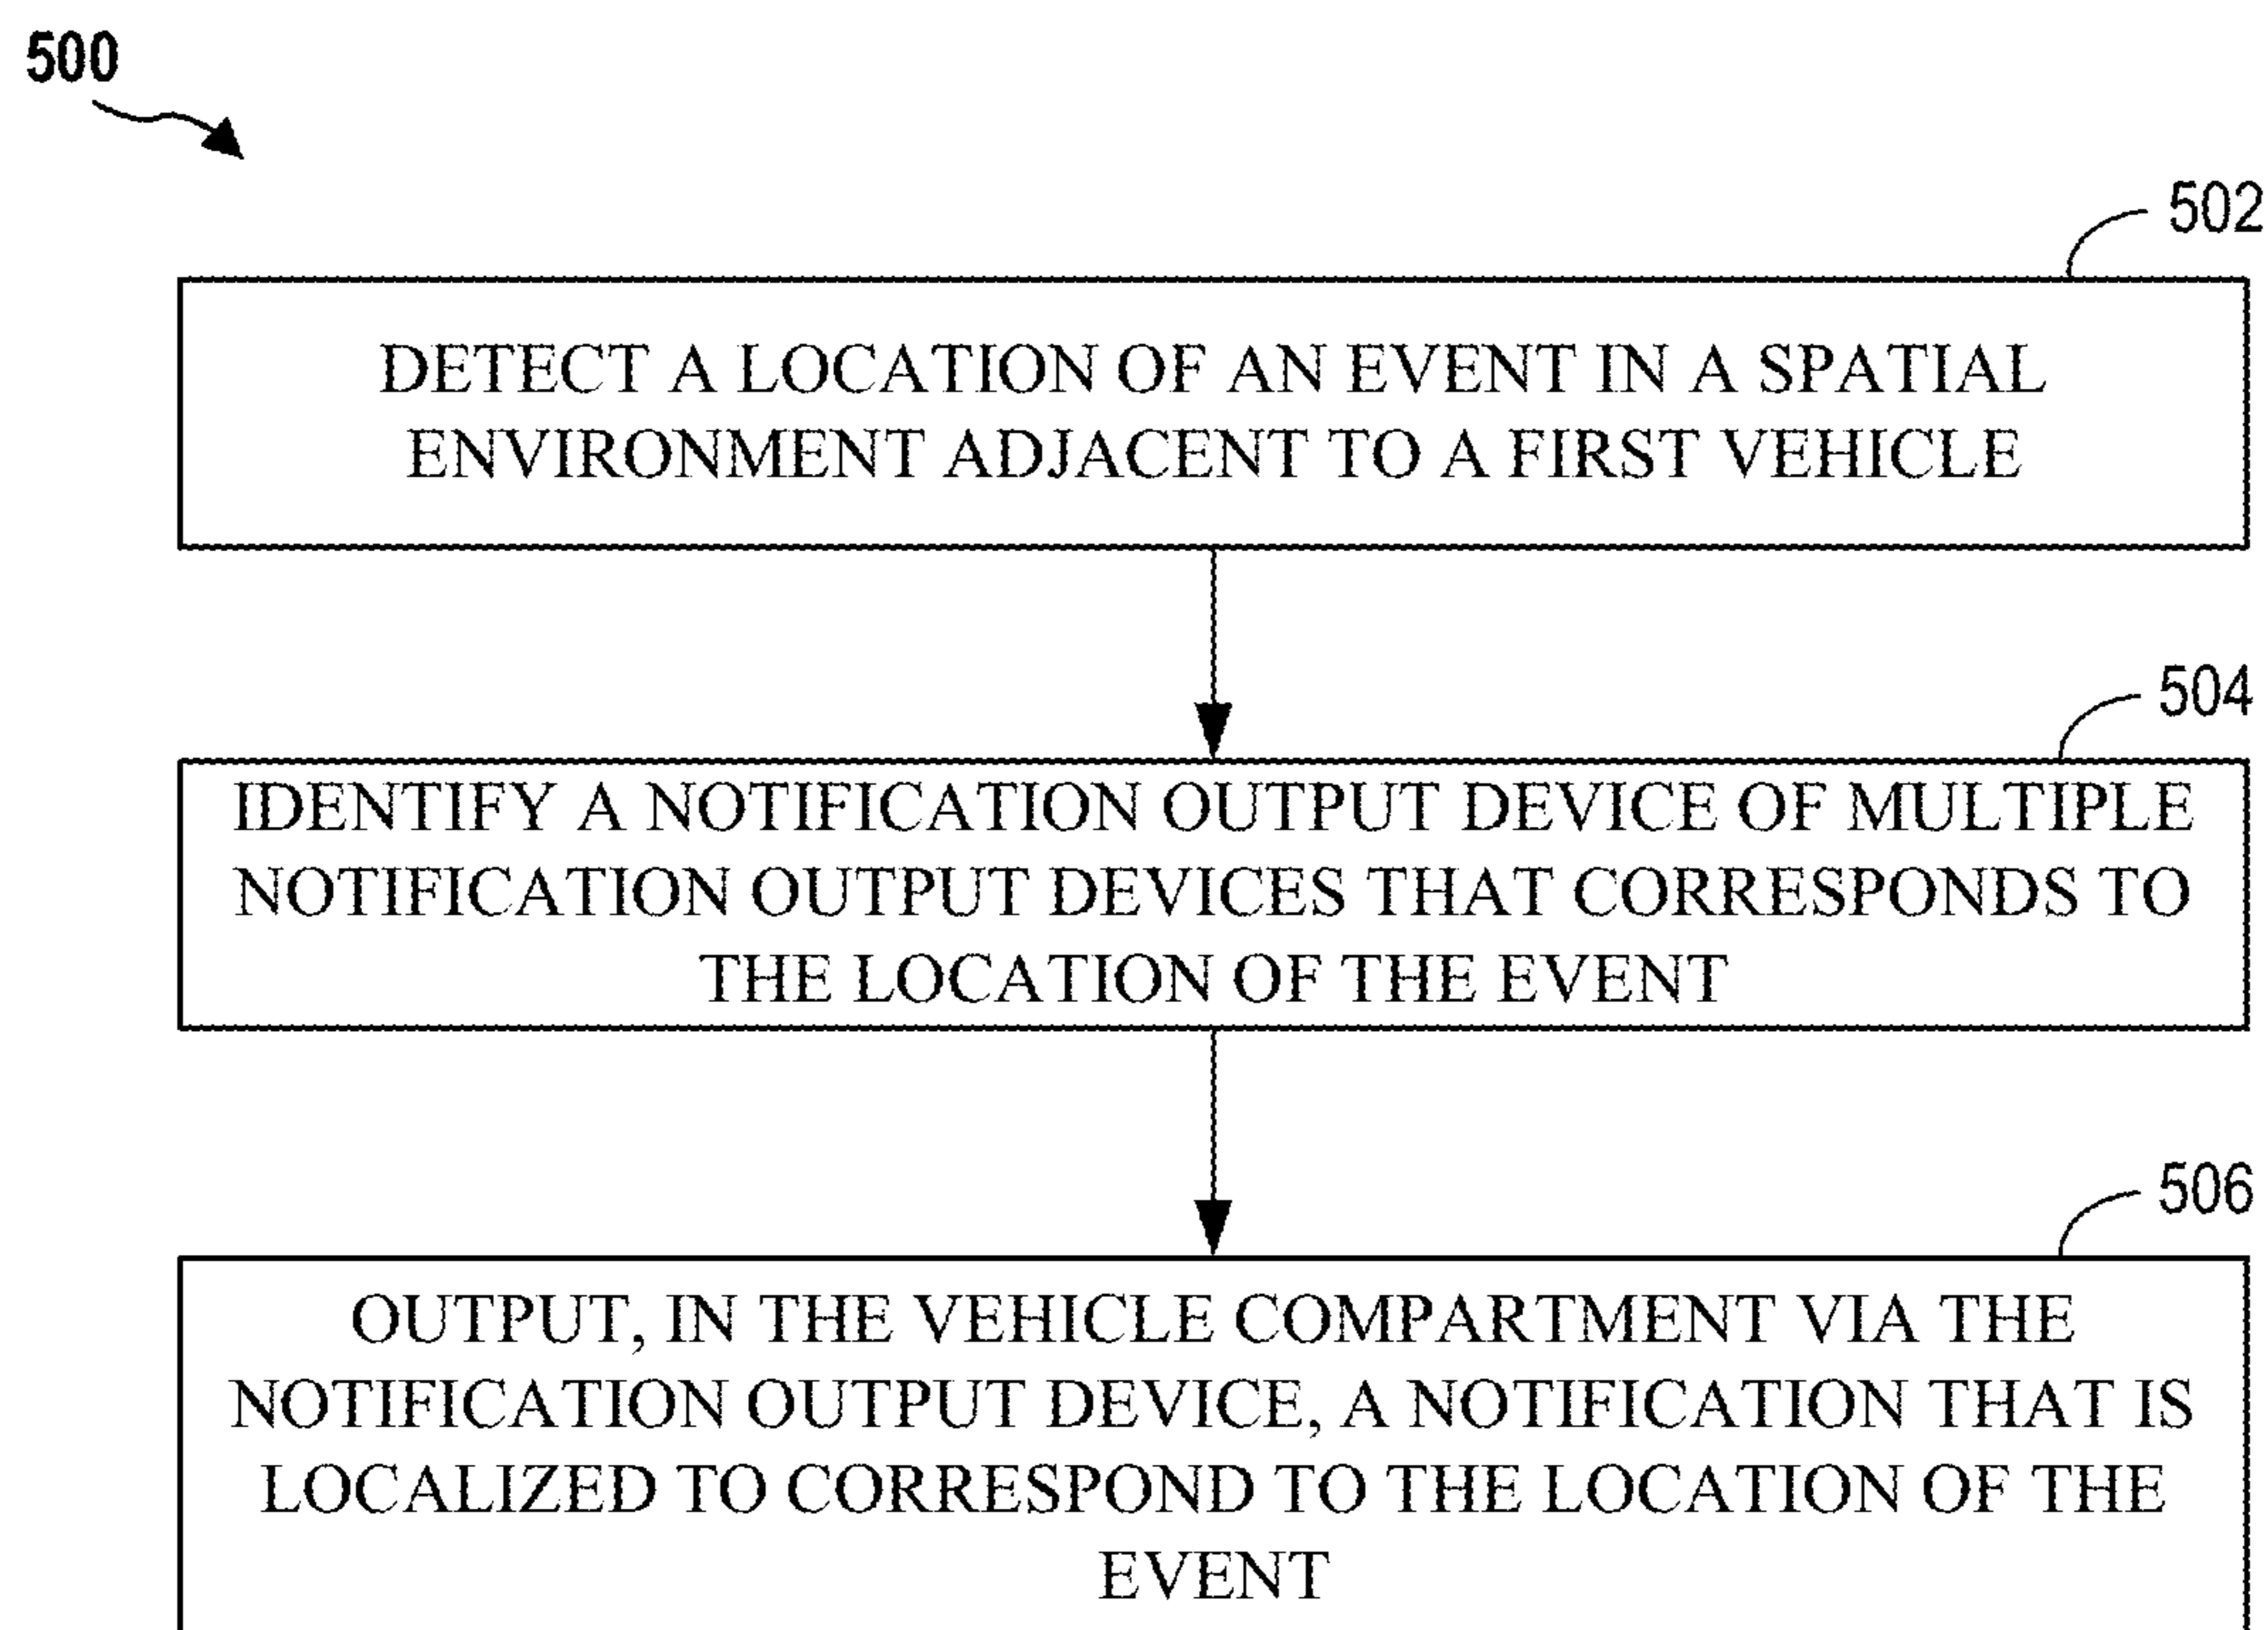 500
502
DETECT A LOCATION OF AN EVENT IN A SPATIAL
ENVIRONMENT ADJACENT TO A FIRST VEHICLE
504
IDENTIFY A NOTIFICATION OUTPUT DEVICE OF MULTIPLE
NOTIFICATION OUTPUT DEVICES THAT CORRESPONDS TO
THE LOCATION OF THE EVENT
506
OUTPUT, IN THE VEHICLE COMPARTMENT VIA THE
NOTIFICATION OUTPUT DEVICE, A NOTIFICATION THAT IS
LOCALIZED TO CORRESPOND TO THE LOCATION OF THE
EVENT